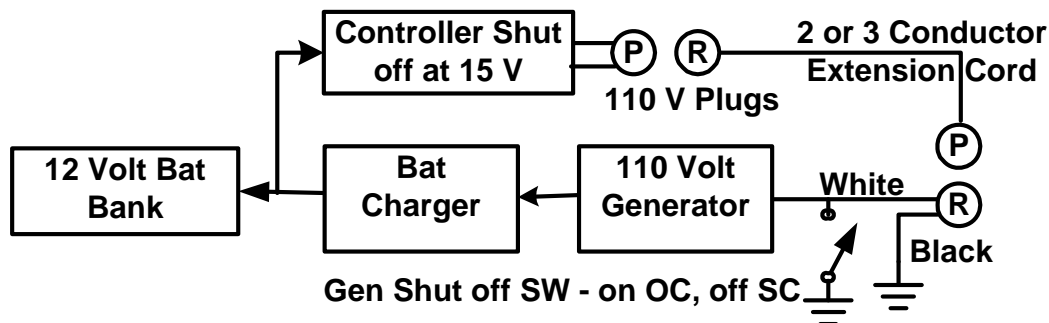 Controller Shut
off at 15 V
P
R
2 or 3 Conductor
Extension Cord
110 V Plugs
P
12 Volt Bat
Bank
Bat
Charger
110 Volt
Generator
White
R
Black
Gen Shut off SW - on OC, off SC